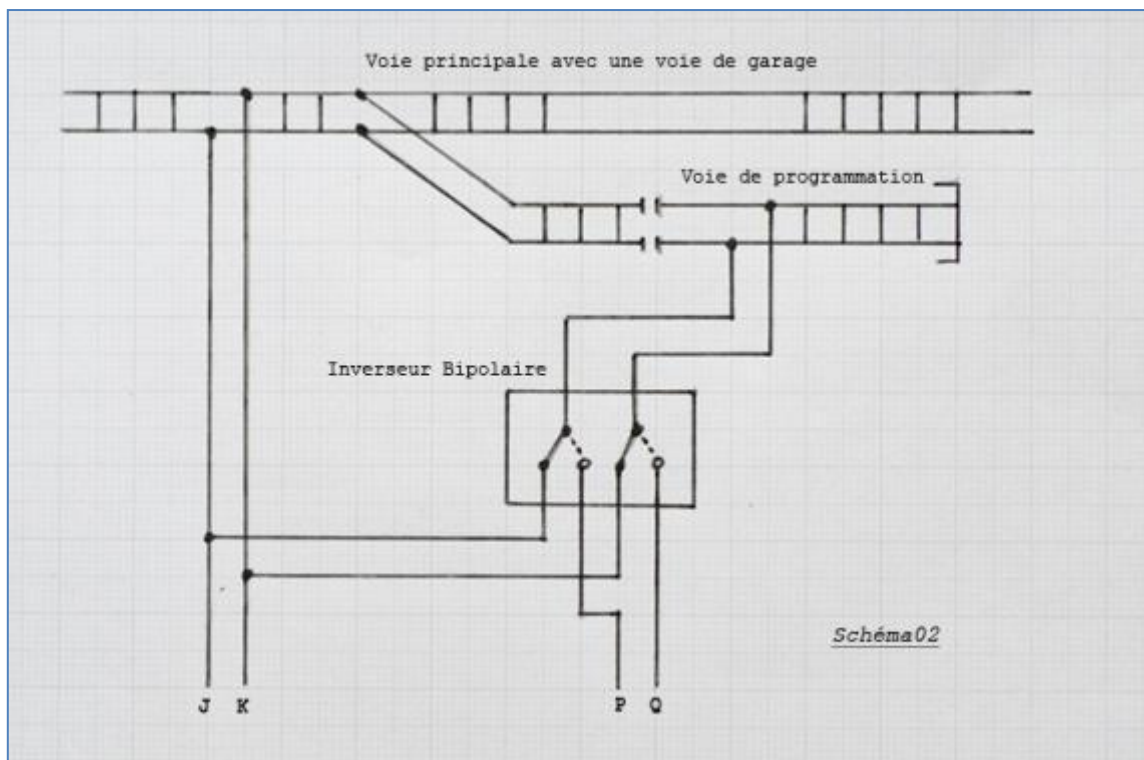 Voie principale avec une voie de garage
Voie de programmation
Inverseur Bipolaire
Schéma02
J K P Q